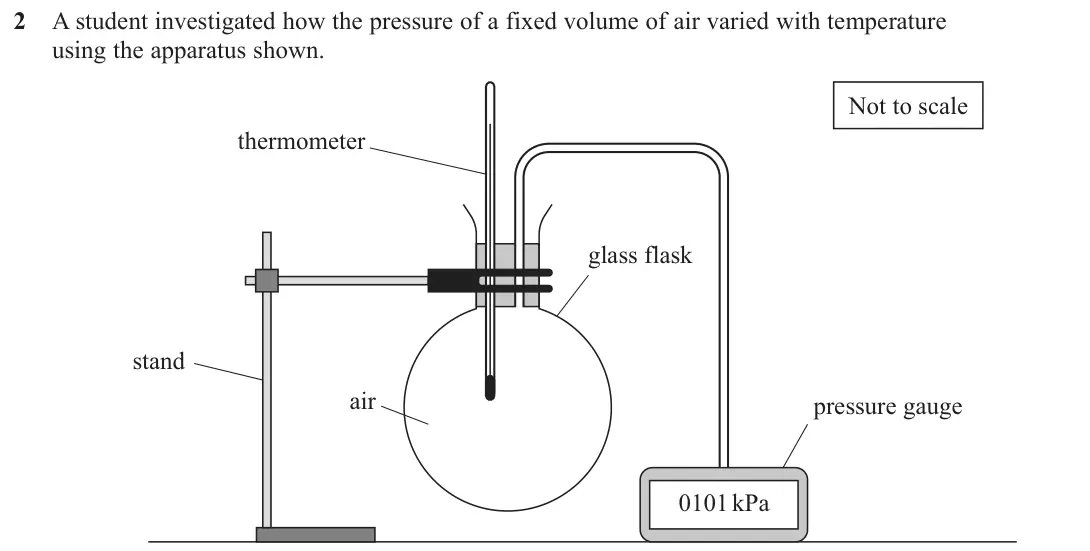 2 A student investigated how the pressure of a fixed volume of air varied with temperature
using the apparatus shown.
Not to scale
thermometer
glass flask
stand
air
pressure gauge
0101 kPa